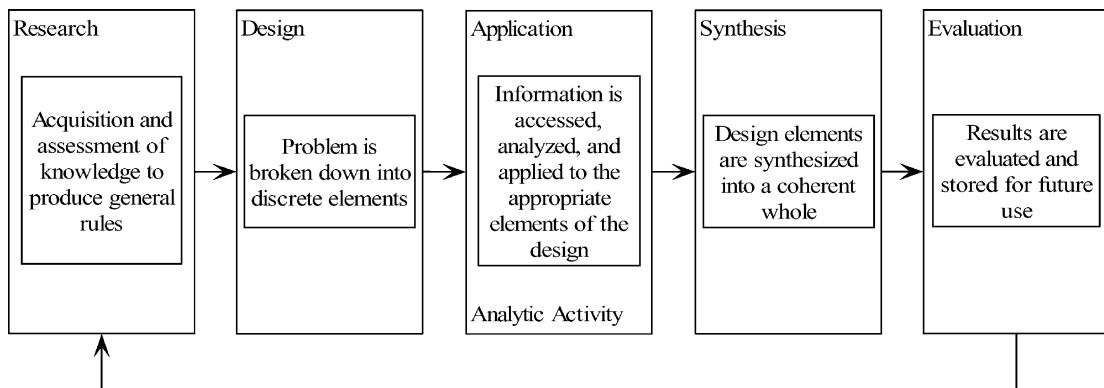 Research
Acquisition and
assessment of
knowledge to
produce general
rules
Design
Problem is
broken down into
discrete elements
Application
Information is
accessed,
analyzed, and
applied to the
appropriate
elements of the
design
Analytic Activity
Synthesis
Design elements
are synthesized
into a coherent
whole
Evaluation
Results are
evaluated and
stored for future
use